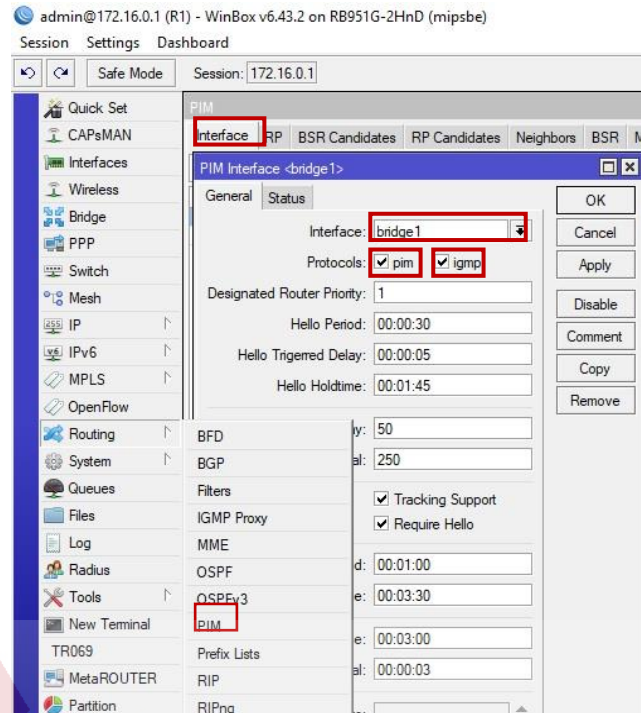 admin@172.16.0.1 (R1) - WinBox v6.43.2 on RB951G-2HnD (mipsbe)
Session Settings Dashboard
Safe Mode Session: 172.16.0.1
Quick Set
CAPsMAN
Interfaces
Wireless
Bridge
PPP
Switch
Mesh
IP
IPv6
MPLS
OpenFlow
Routing
System
Queues
Files
Log
Radius
Tools
New Terminal
TR069
MetaROUTER
Partition
PIM
Interface RP BSR Candidates RP Candidates Neighbors BSR
PIM Interface <bridge1>
General Status
Interface: bridge1
Protocols: pim igmp
Designated Router Priority: 1
Hello Period: 00:00:30
Hello Trigerred Delay: 00:00:05
Hello Holdtime: 00:01:45
ay: 50
al: 250
Tracking Support
Require Hello
d: 00:01:00
e: 00:03:30
e: 00:03:00
al: 00:00:03
OK
Cancel
Apply
Disable
Comment
Copy
Remove
BFD
BGP
Filters
IGMP Proxy
MME
OSPF
OSPFv3
PIM
Prefix Lists
RIP
RIPng